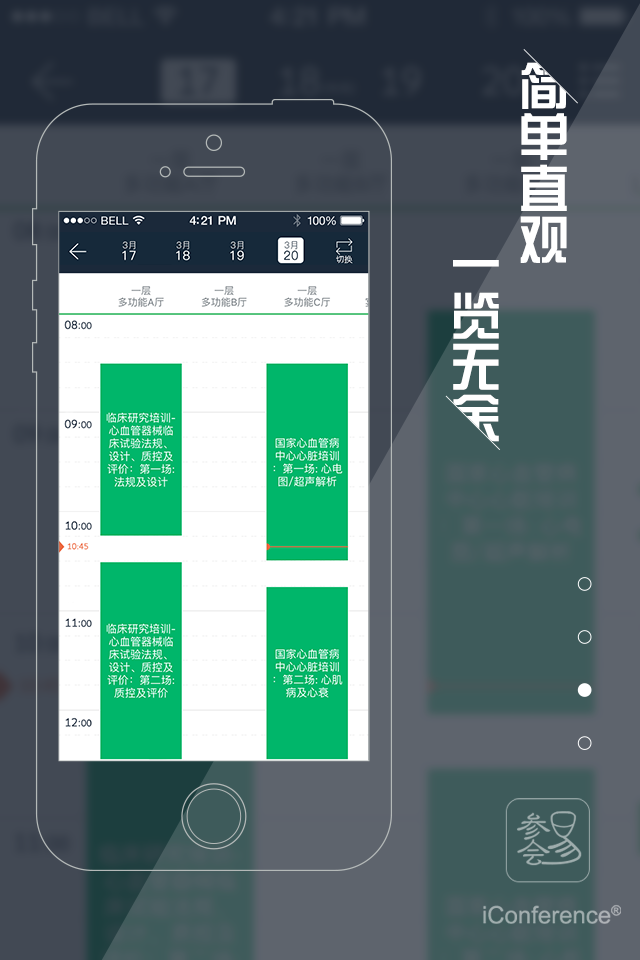 简单直观
一览无余
BELL 4:21 PM 100%
3月 3月 3月 3月
17 18 19 20 切换
一层 一层 一层
多功能A厅 多功能B厅 多功能C厅
08:00
09:00
临床研究培训-
心血管器械临
床试验法规、
设计、质控及
评价：第一场:
法规及设计
国家心血管病
中心心脏培训
：第一场: 心电
图/超声解析
10:00
10:45
11:00
临床研究培训-
心血管器械临
床试验法规、
设计、质控及
评价：第二场:
质控及评价
国家心血管病
中心心脏培训
：第二场: 心肌
病及心衰
12:00
参会易
iConference®